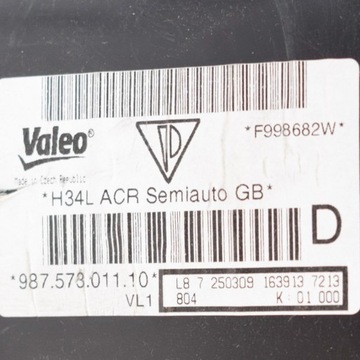 Valeo®
*F998682W*
Made in Czech Republic
*H34L ACR Semiauto GB*
D
*987.573.011.10*
VL1
L8 7 250309 163913 7213
804 K 01 000